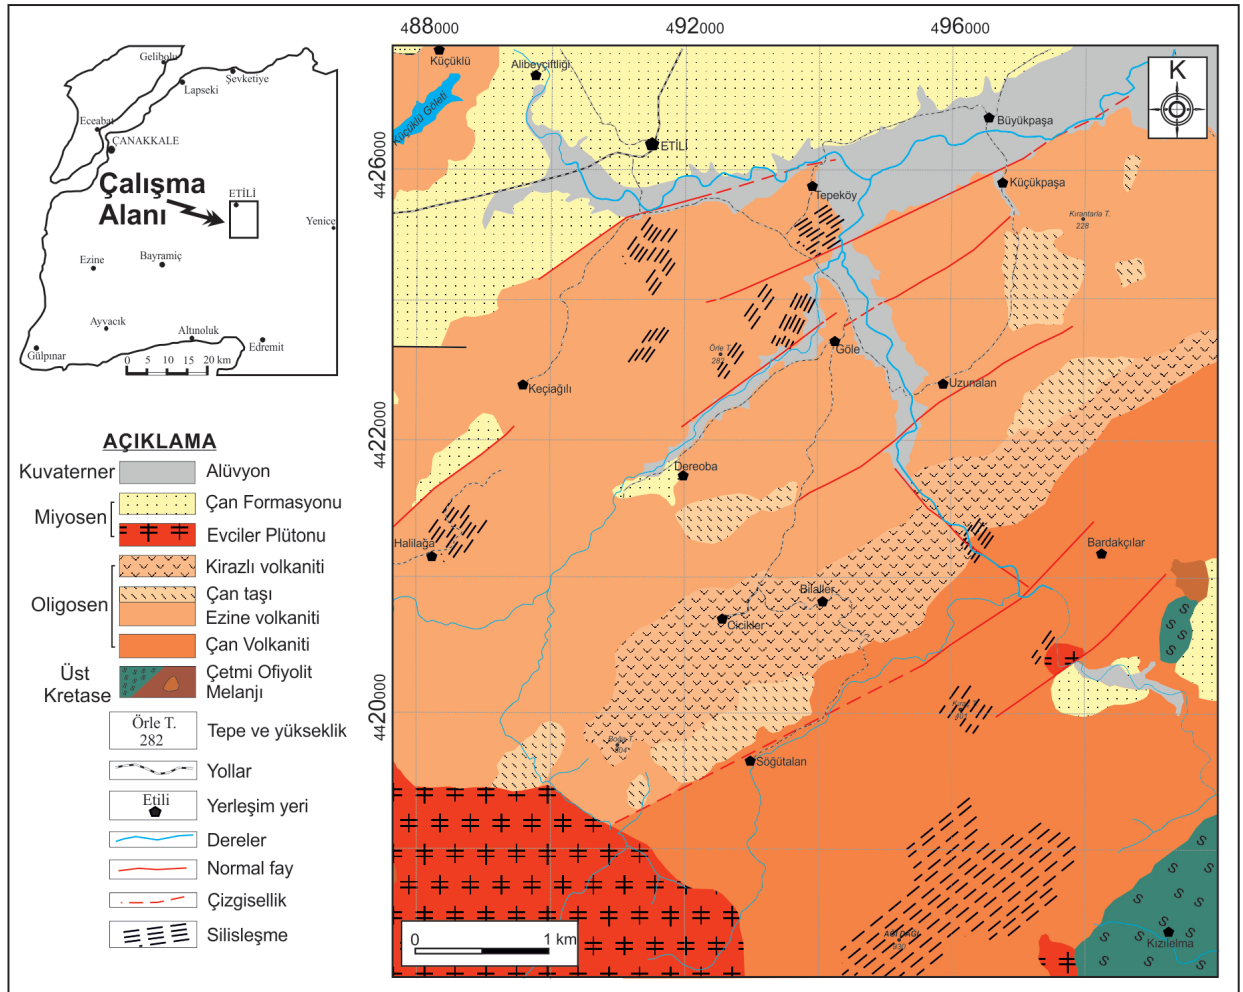 488000
492000
496000
4426000
4422000
4420000
Gelibolu
Şevketiye
Lapseki
Eceabat
ÇANAKKALE
Çalışma
Alanı
ETİLİ
Yenice
Ezine
Bayramiç
Ayvacık
Altınoluk
Edremit
Gülpınar
0 5 10 15 20 km
AÇIKLAMA
Kuvaterner
Alüvyon
Miyosen
Çan Formasyonu
Evciler Plütonu
Oligosen
Kirazlı volkaniti
Çan taşı
Ezine volkaniti
Çan Volkaniti
Üst
Kretase
Çetmi Ofiyolit
Melanjı
Örle T.
282
Tepe ve yükseklik
Yollar
Etili
Yerleşim yeri
Dereler
Normal fay
Çizgisellik
Silisleşme
Küçüklü
Alibeyçiftliği
Küçüklü Göleti
ETİLİ
Büyükpaşa
K
Tepeköy
Küçükpaşa
Kırantarla T.
228
Örle T.
282
Göle
Keçiağılı
Uzunalan
Dereoba
Halilağa
Bardakçılar
Bilaller
Cicikler
Söğütalan
AĞI DAĞI
Kızılelma
0 1 km